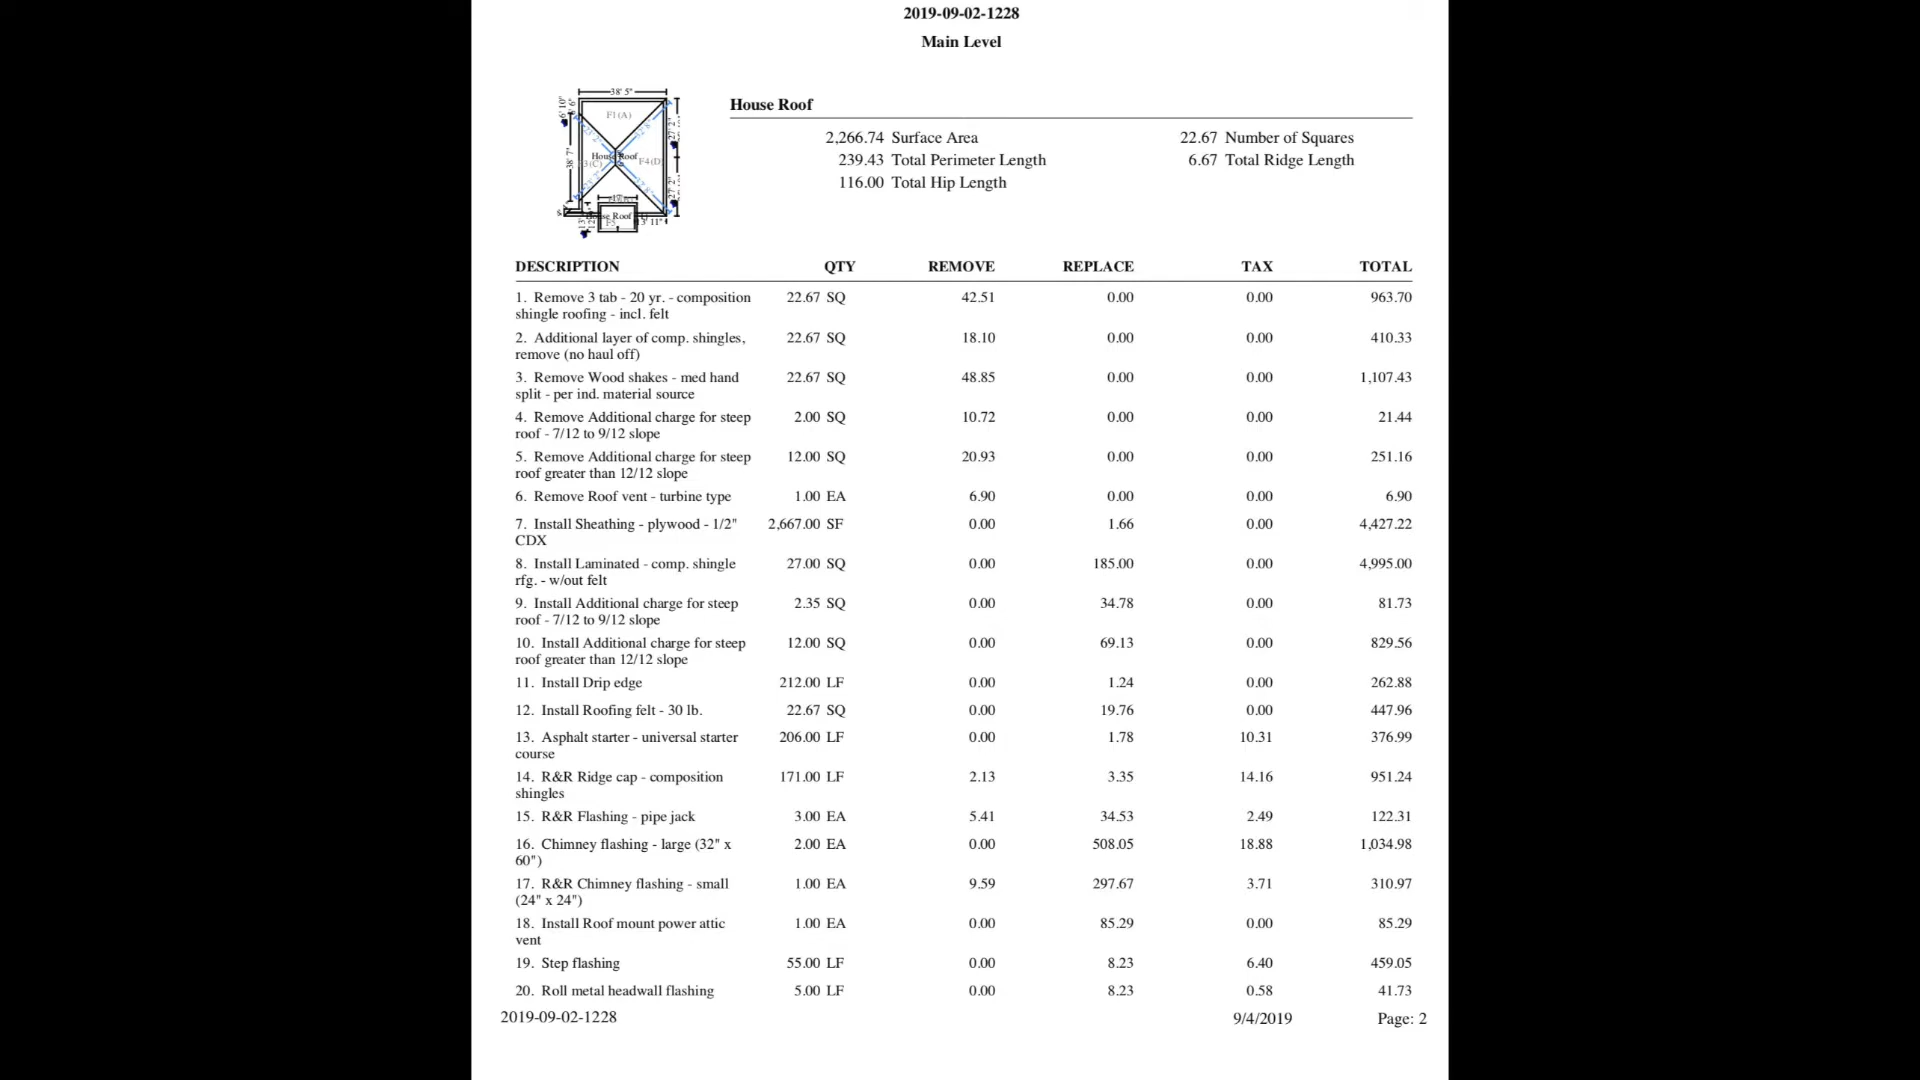 2019-09-02-1228
Main Level
38' 5"
F1(A)
House Roof
F4(D)
38' 7"
27' 2"
27' 2"
House Roof
2,266.74 Surface Area 22.67 Number of Squares
239.43 Total Perimeter Length 6.67 Total Ridge Length
116.00 Total Hip Length
DESCRIPTION QTY REMOVE REPLACE TAX TOTAL
1. Remove 3 tab - 20 yr. - composition 22.67 SQ 42.51 0.00 0.00 963.70
shingle roofing - incl. felt
2. Additional layer of comp. shingles, 22.67 SQ 18.10 0.00 0.00 410.33
remove (no haul off)
3. Remove Wood shakes - med hand 22.67 SQ 48.85 0.00 0.00 1,107.43
split - per ind. material source
4. Remove Additional charge for steep 2.00 SQ 10.72 0.00 0.00 21.44
roof - 7/12 to 9/12 slope
5. Remove Additional charge for steep 12.00 SQ 20.93 0.00 0.00 251.16
roof greater than 12/12 slope
6. Remove Roof vent - turbine type 1.00 EA 6.90 0.00 0.00 6.90
7. Install Sheathing - plywood - 1/2" 2,667.00 SF 0.00 1.66 0.00 4,427.22
CDX
8. Install Laminated - comp. shingle 27.00 SQ 0.00 185.00 0.00 4,995.00
rfg. - w/out felt
9. Install Additional charge for steep 2.35 SQ 0.00 34.78 0.00 81.73
roof - 7/12 to 9/12 slope
10. Install Additional charge for steep 12.00 SQ 0.00 69.13 0.00 829.56
roof greater than 12/12 slope
11. Install Drip edge 212.00 LF 0.00 1.24 0.00 262.88
12. Install Roofing felt - 30 lb. 22.67 SQ 0.00 19.76 0.00 447.96
13. Asphalt starter - universal starter 206.00 LF 0.00 1.78 10.31 376.99
course
14. R&R Ridge cap - composition 171.00 LF 2.13 3.35 14.16 951.24
shingles
15. R&R Flashing - pipe jack 3.00 EA 5.41 34.53 2.49 122.31
16. Chimney flashing - large (32" x 2.00 EA 0.00 508.05 18.88 1,034.98
60")
17. R&R Chimney flashing - small 1.00 EA 9.59 297.67 3.71 310.97
(24" x 24")
18. Install Roof mount power attic 1.00 EA 0.00 85.29 0.00 85.29
vent
19. Step flashing 55.00 LF 0.00 8.23 6.40 459.05
20. Roll metal headwall flashing 5.00 LF 0.00 8.23 0.58 41.73
2019-09-02-1228 9/4/2019 Page: 2